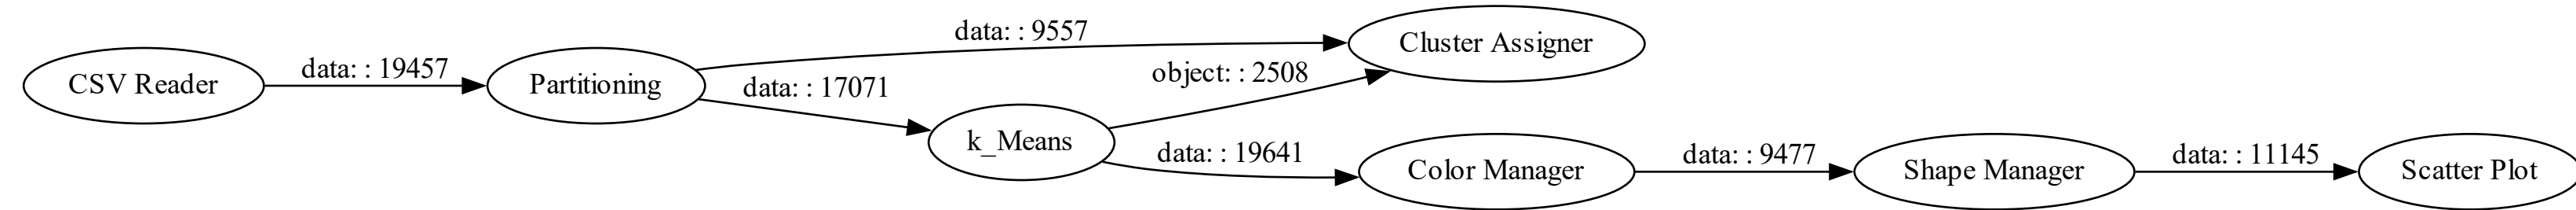 CSV Reader
data: : 19457
Partitioning
data: : 9557
data: : 17071
k_Means
object: : 2508
Cluster Assigner
data: : 19641
Color Manager
data: : 9477
Shape Manager
data: : 11145
Scatter Plot